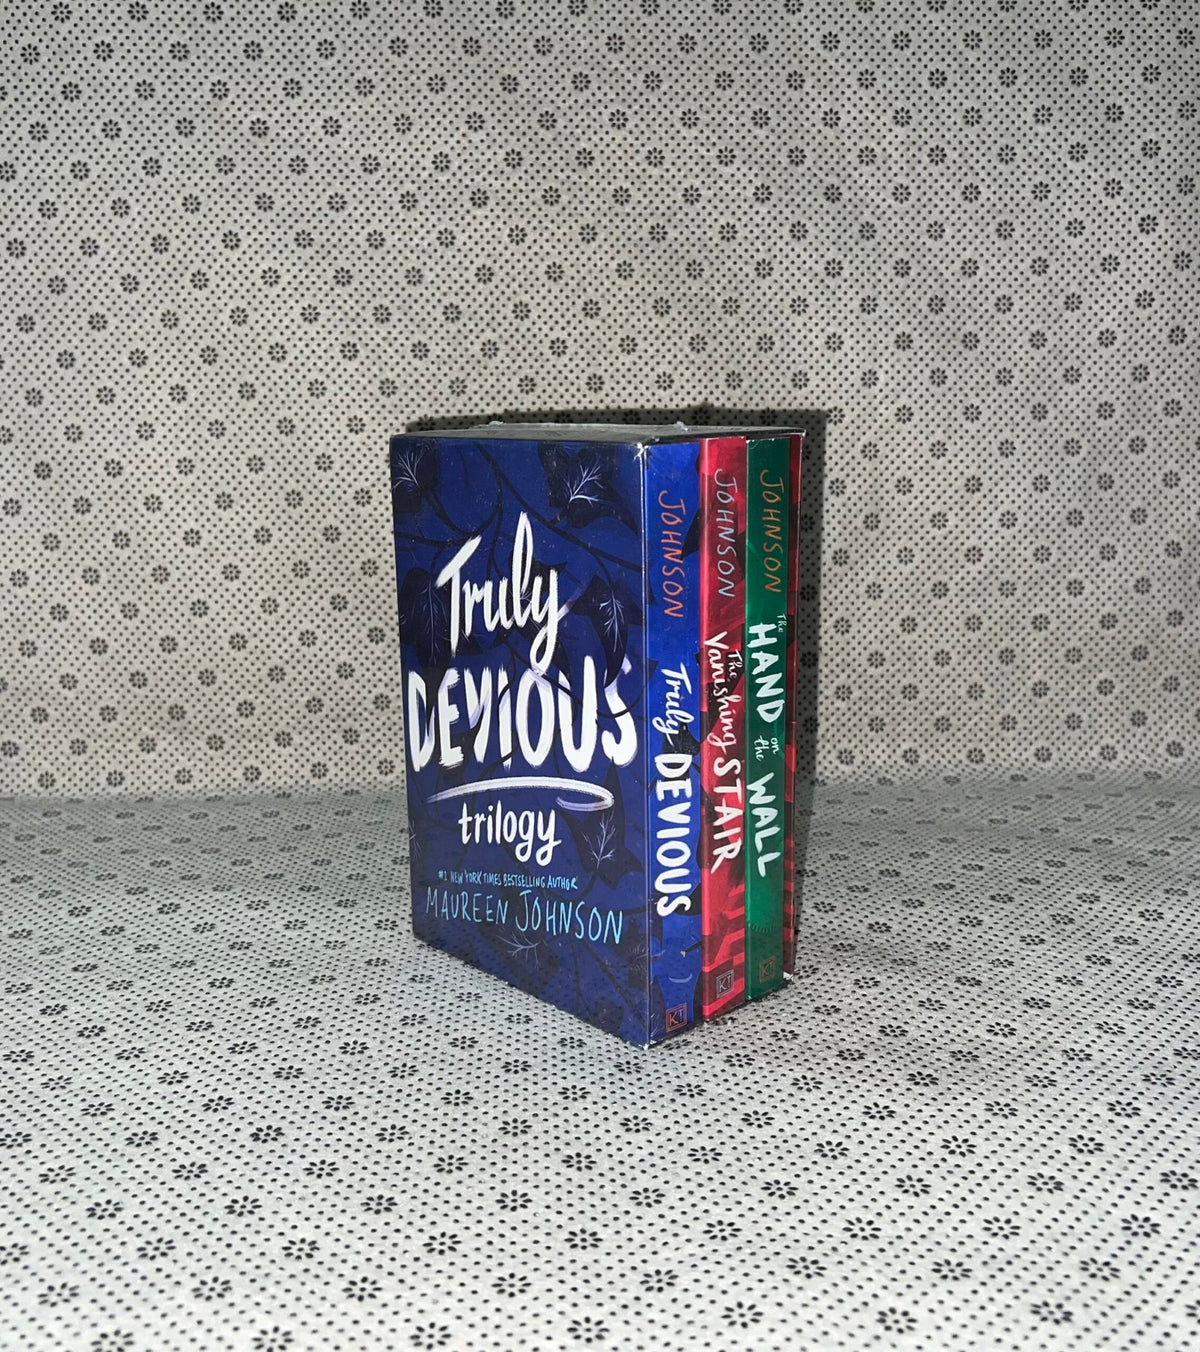 Truly
DEVIOUS
trilogy
#1 NEW YORK TIMES BESTSELLING AUTHOR
MAUREEN JOHNSON
JOHNSON
Truly DEVIOUS
KT
JOHNSON
The Vanishing STAIR
KT
JOHNSON
The HAND on the WALL
KT